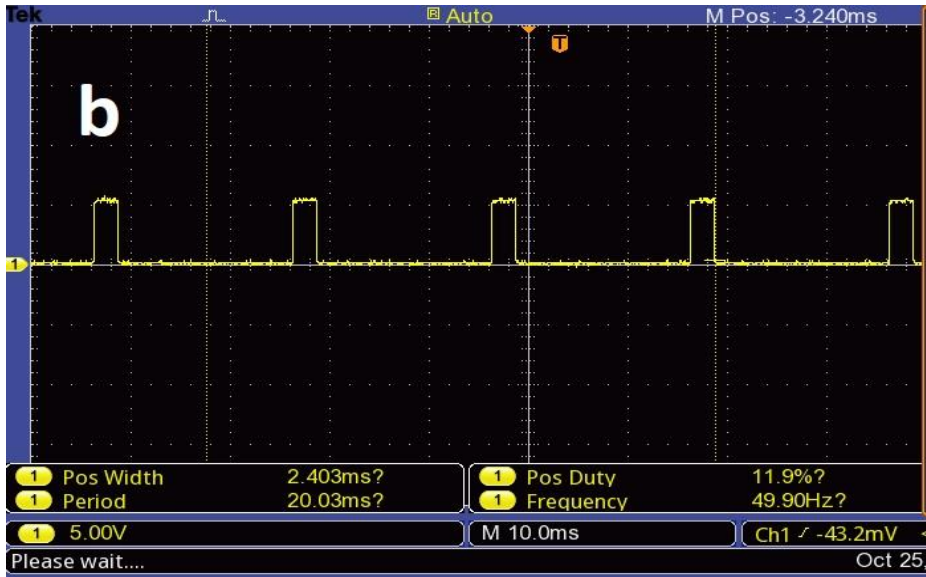 Tek R Auto M Pos: -3.240ms
T
b
1
1 Pos Width 2.403ms? 1 Pos Duty 11.9%?
1 Period 20.03ms? 1 Frequency 49.90Hz?
1 5.00V M 10.0ms Ch1 -43.2mV
Please wait.... Oct 25,